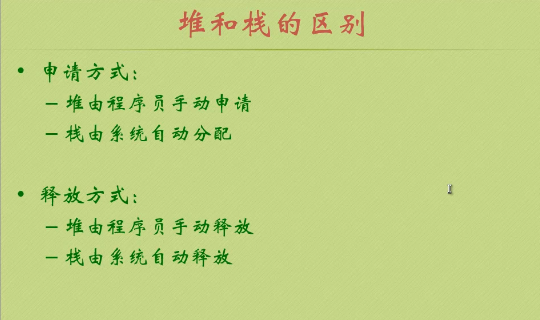 堆和栈的区别
• 申请方式：
– 堆由程序员手动申请
– 栈由系统自动分配
• 释放方式：
– 堆由程序员手动释放
– 栈由系统自动释放